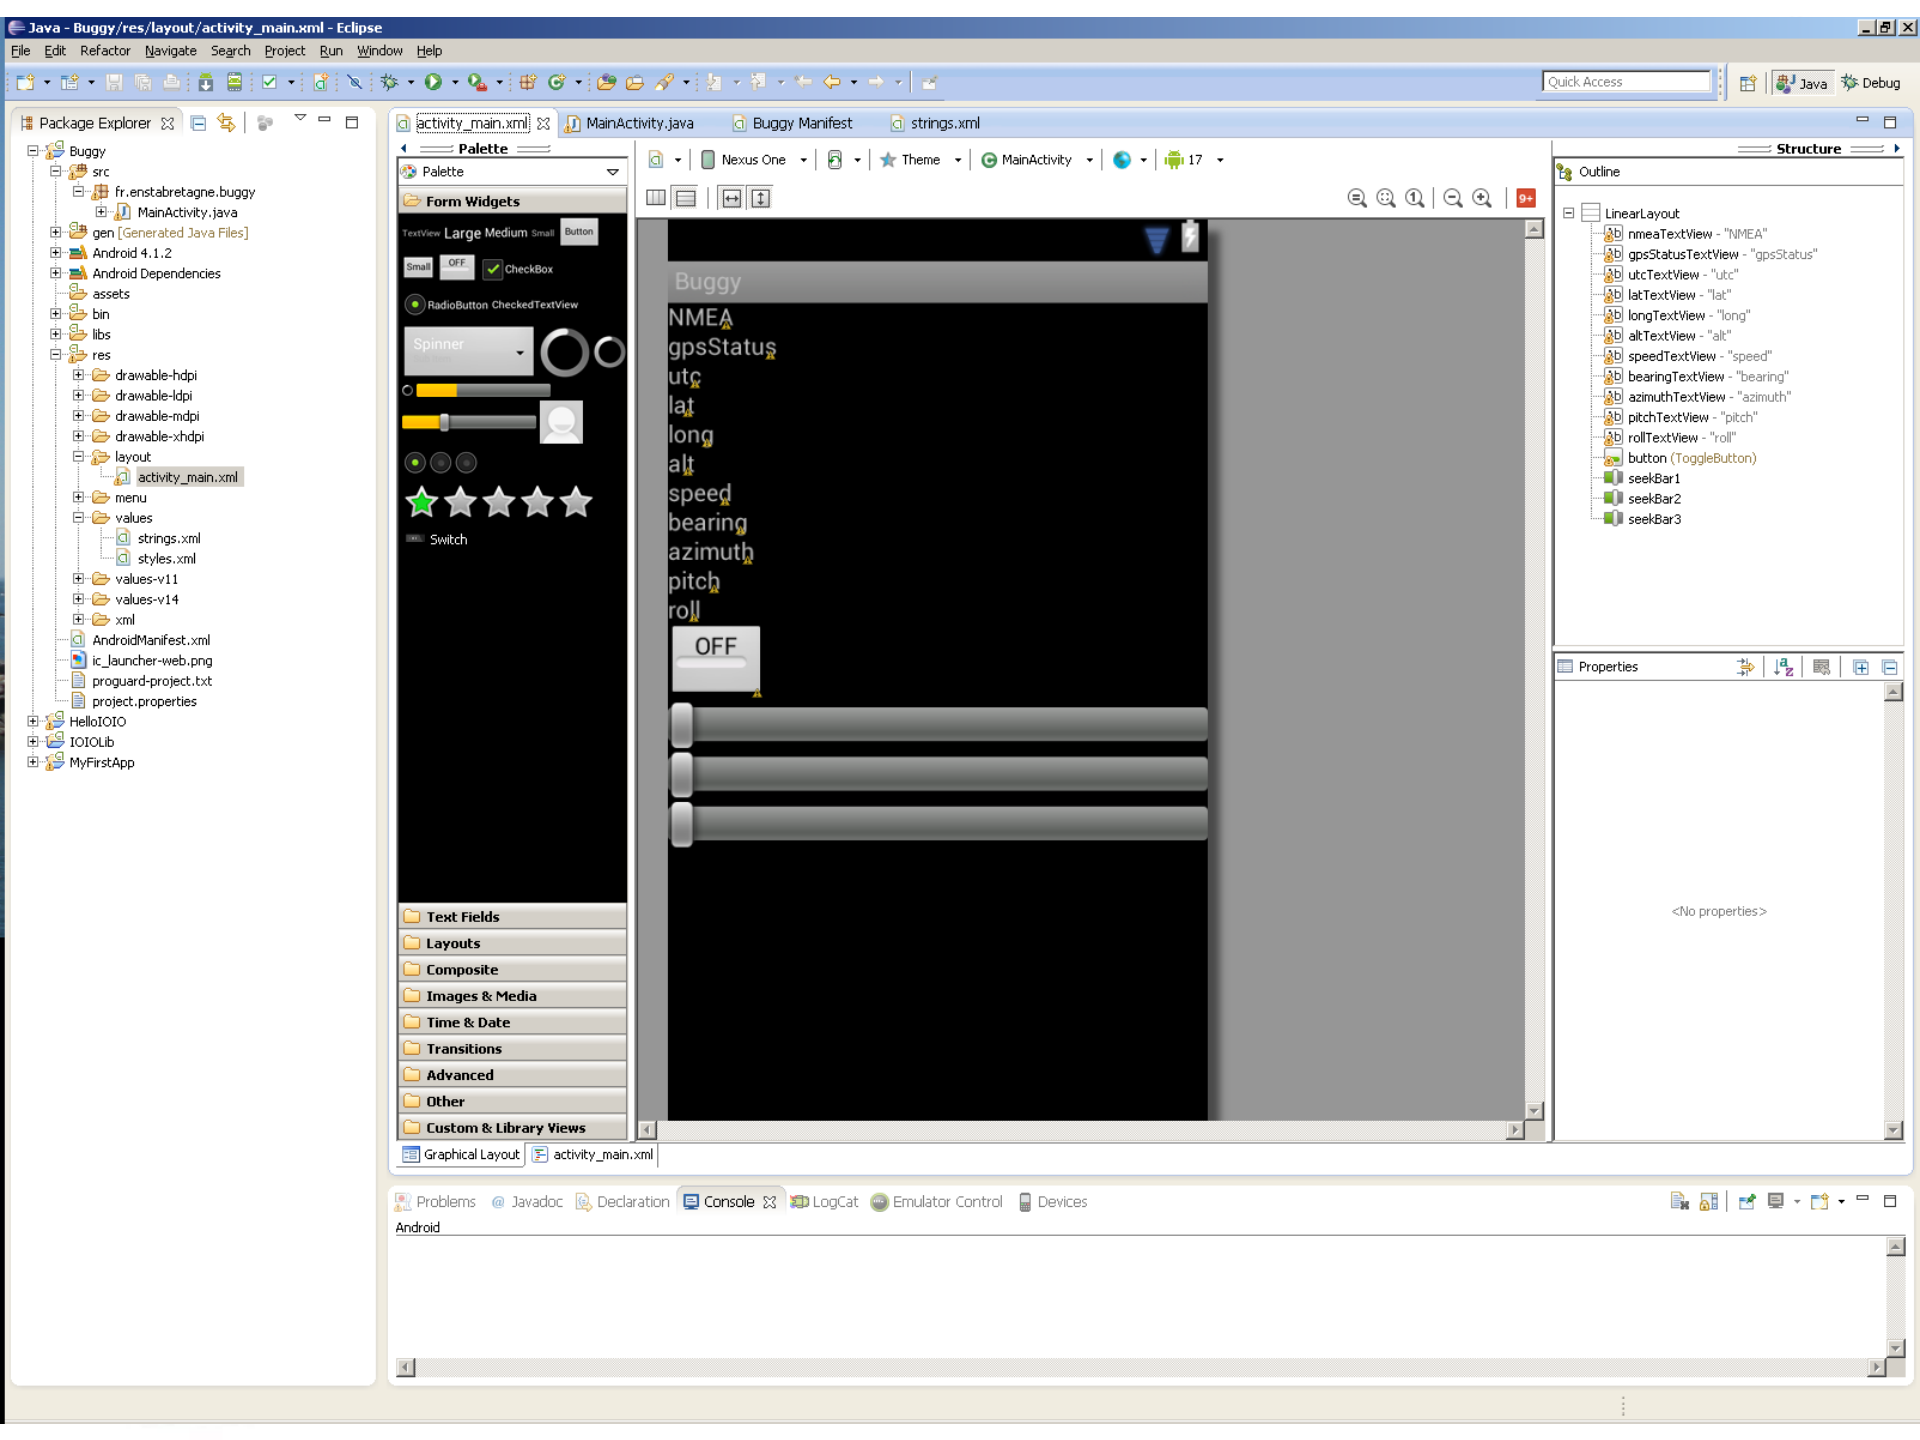 Java - Buggy/res/layout/activity_main.xml - Eclipse
File Edit Refactor Navigate Search Project Run Window Help
Quick Access Java Debug
Package Explorer
Buggy
src
fr.enstabretagne.buggy
MainActivity.java
gen [Generated Java Files]
Android 4.1.2
Android Dependencies
assets
bin
libs
res
drawable-hdpi
drawable-ldpi
drawable-mdpi
drawable-xhdpi
layout
activity_main.xml
menu
values
strings.xml
styles.xml
values-v11
values-v14
xml
AndroidManifest.xml
ic_launcher-web.png
proguard-project.txt
project.properties
HelloIOIO
IOIOLib
MyFirstApp
activity_main.xml MainActivity.java Buggy Manifest strings.xml
Palette
Palette
Form Widgets
TextView Large Medium Small Button
Small OFF CheckBox
RadioButton CheckedTextView
Spinner
Switch
Text Fields
Layouts
Composite
Images & Media
Time & Date
Transitions
Advanced
Other
Custom & Library Views
Nexus One Theme MainActivity 17
9+
Buggy
NMEA
gpsStatus
utc
lat
long
alt
speed
bearing
azimuth
pitch
roll
OFF
Graphical Layout activity_main.xml
Structure
Outline
LinearLayout
nmeaTextView - "NMEA"
gpsStatusTextView - "gpsStatus"
utcTextView - "utc"
latTextView - "lat"
longTextView - "long"
altTextView - "alt"
speedTextView - "speed"
bearingTextView - "bearing"
azimuthTextView - "azimuth"
pitchTextView - "pitch"
rollTextView - "roll"
button (ToggleButton)
seekBar1
seekBar2
seekBar3
Properties
<No properties>
Problems @ Javadoc Declaration Console LogCat Emulator Control Devices
Android